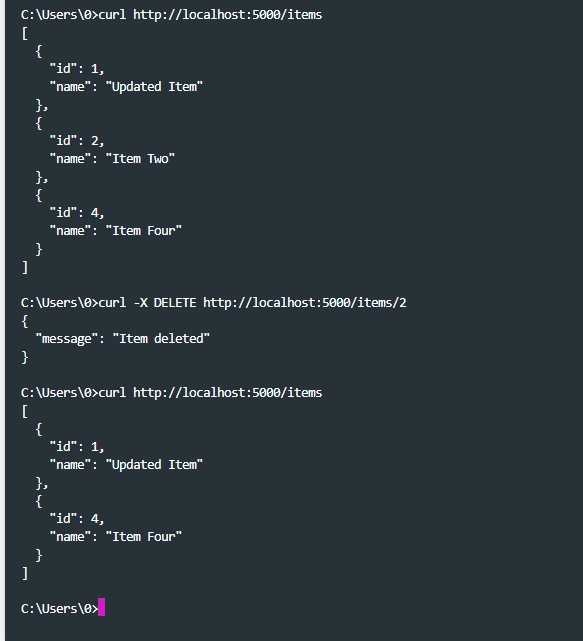 C:\Users\0>curl http://localhost:5000/items
[
  {
    "id": 1,
    "name": "Updated Item"
  },
  {
    "id": 2,
    "name": "Item Two"
  },
  {
    "id": 4,
    "name": "Item Four"
  }
]

C:\Users\0>curl -X DELETE http://localhost:5000/items/2
{
  "message": "Item deleted"
}

C:\Users\0>curl http://localhost:5000/items
[
  {
    "id": 1,
    "name": "Updated Item"
  },
  {
    "id": 4,
    "name": "Item Four"
  }
]

C:\Users\0>